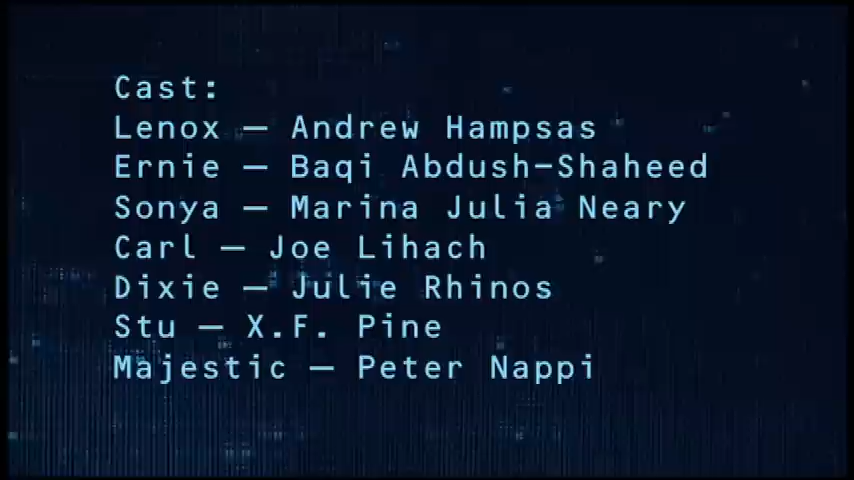 Cast:
Lenox — Andrew Hampsas
Ernie — Baqi Abdush-Shaheed
Sonya — Marina Julia Neary
Carl — Joe Lihach
Dixie — Julie Rhinos
Stu — X.F. Pine
Majestic — Peter Nappi